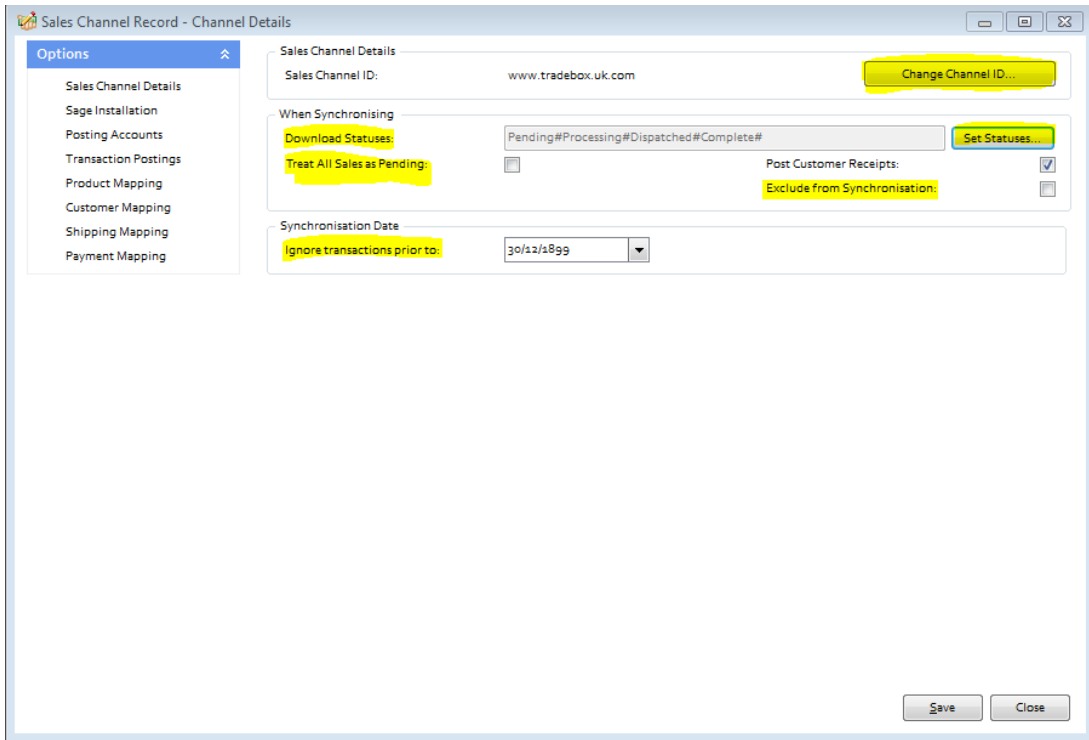 Sales Channel Record - Channel Details
Options
Sales Channel Details
Sage Installation
Posting Accounts
Transaction Postings
Product Mapping
Customer Mapping
Shipping Mapping
Payment Mapping
Sales Channel Details
Sales Channel ID: www.tradebox.uk.com Change Channel ID...
When Synchronising
Download Statuses: Pending#Processing#Dispatched#Complete# Set Statuses...
Treat All Sales as Pending: Post Customer Receipts:
Exclude from Synchronisation:
Synchronisation Date
Ignore transactions prior to: 30/12/1899
Save Close